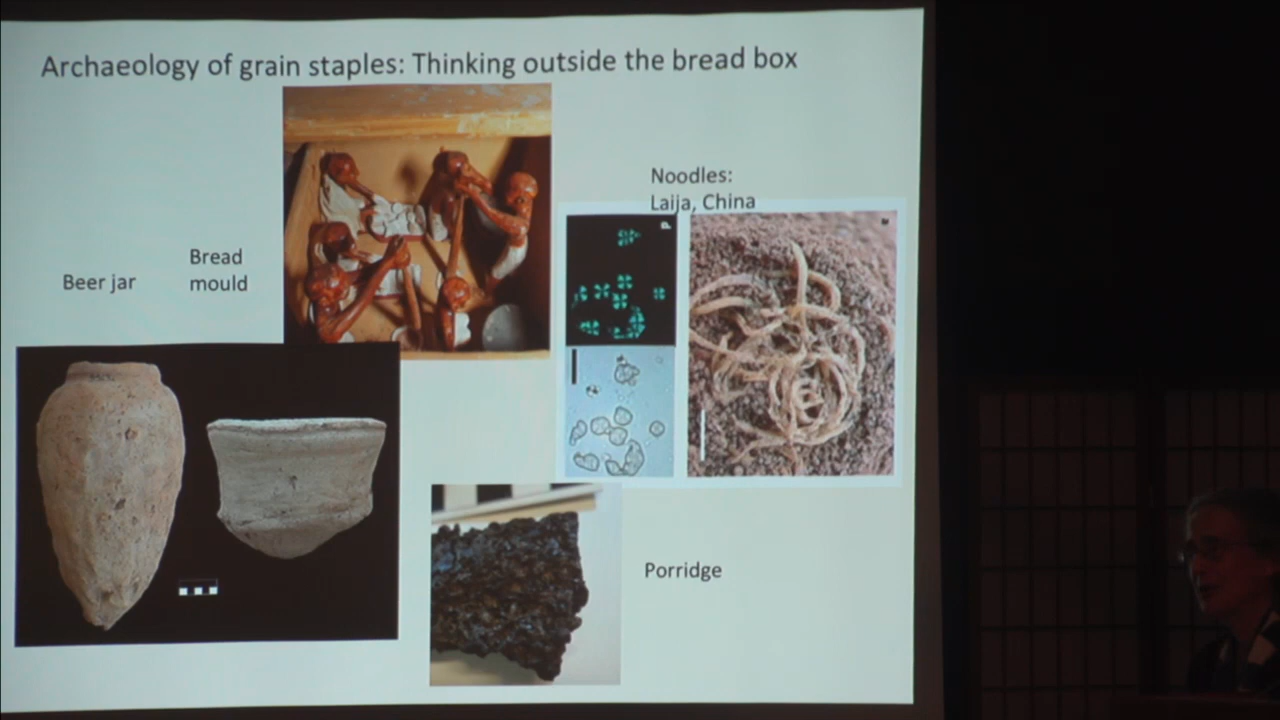 Archaeology of grain staples: Thinking outside the bread box
Noodles:
Laija, China
Bread
mould
Beer jar
Porridge